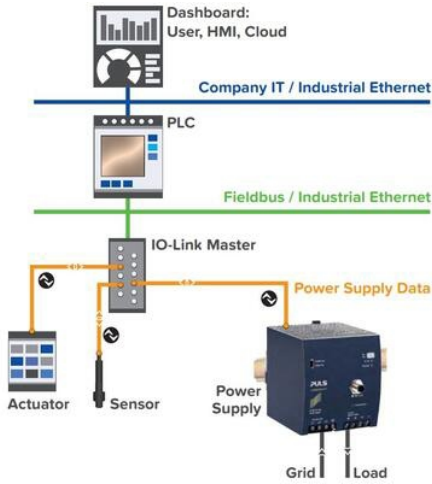 Dashboard:
User, HMI, Cloud
Company IT / Industrial Ethernet
PLC
Fieldbus / Industrial Ethernet
IO-Link Master
Power Supply Data
PULS
Actuator
Sensor
Power
Supply
Grid
Load